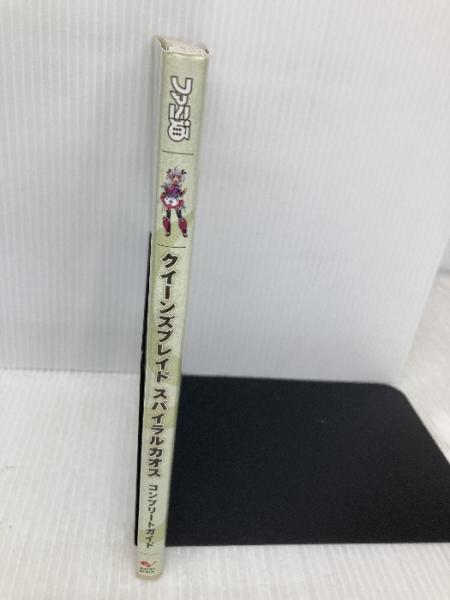 ファミ通
クイーンズブレイド スパイラルカオス コンプリートガイド